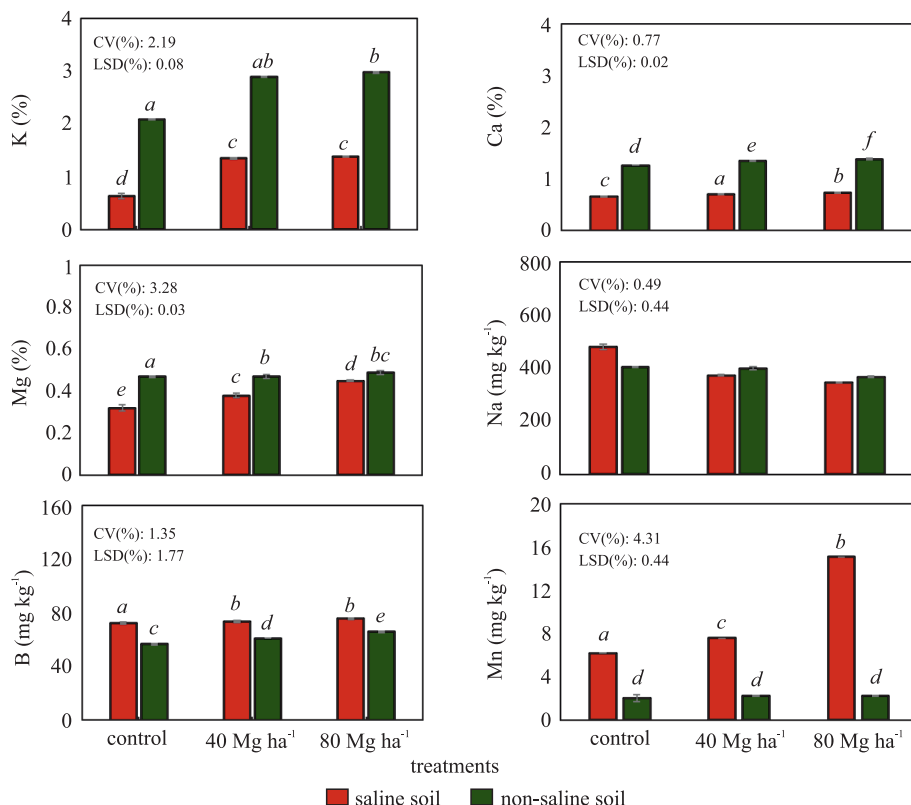 K (%)
4
3
2
1
0
CV(%): 2.19
LSD(%): 0.08
d
a
c
ab
c
b
Ca (%)
4
3
2
1
0
CV(%): 0.77
LSD(%): 0.02
c
d
a
e
b
f
Mg (%)
1
0.8
0.6
0.4
0.2
0
CV(%): 3.28
LSD(%): 0.03
e
a
c
b
d
bc
Na (mg kg⁻¹)
800
600
400
200
0
CV(%): 0.49
LSD(%): 0.44
B (mg kg⁻¹)
160
120
80
40
0
CV(%): 1.35
LSD(%): 1.77
a
c
b
d
b
e
control
40 Mg ha⁻¹
80 Mg ha⁻¹
Mn (mg kg⁻¹)
20
16
12
8
4
0
CV(%): 4.31
LSD(%): 0.44
a
d
c
d
b
d
control
40 Mg ha⁻¹
80 Mg ha⁻¹
treatments
saline soil
non-saline soil